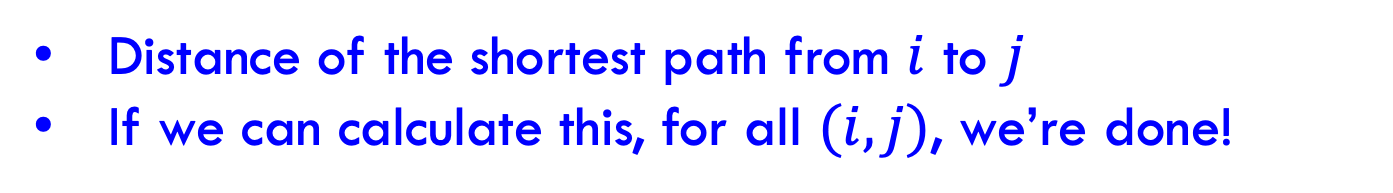 • Distance of the shortest path from i to j
• If we can calculate this, for all (i, j), we’re done!